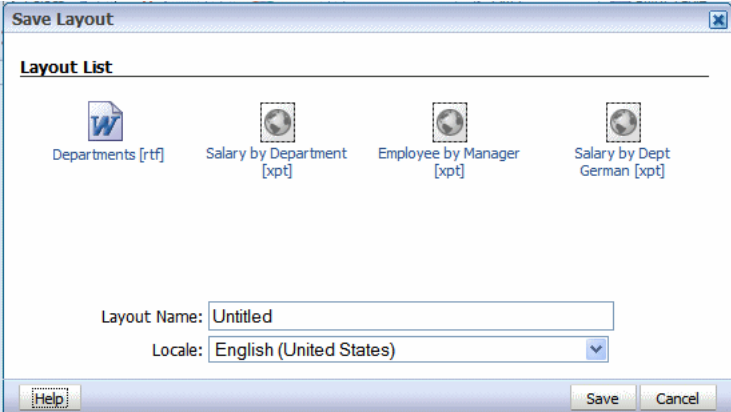 Save Layout
Layout List
Departments [rtf]
Salary by Department
[xpt]
Employee by Manager
[xpt]
Salary by Dept
German [xpt]
Layout Name: Untitled
Locale: English (United States)
Help Save Cancel